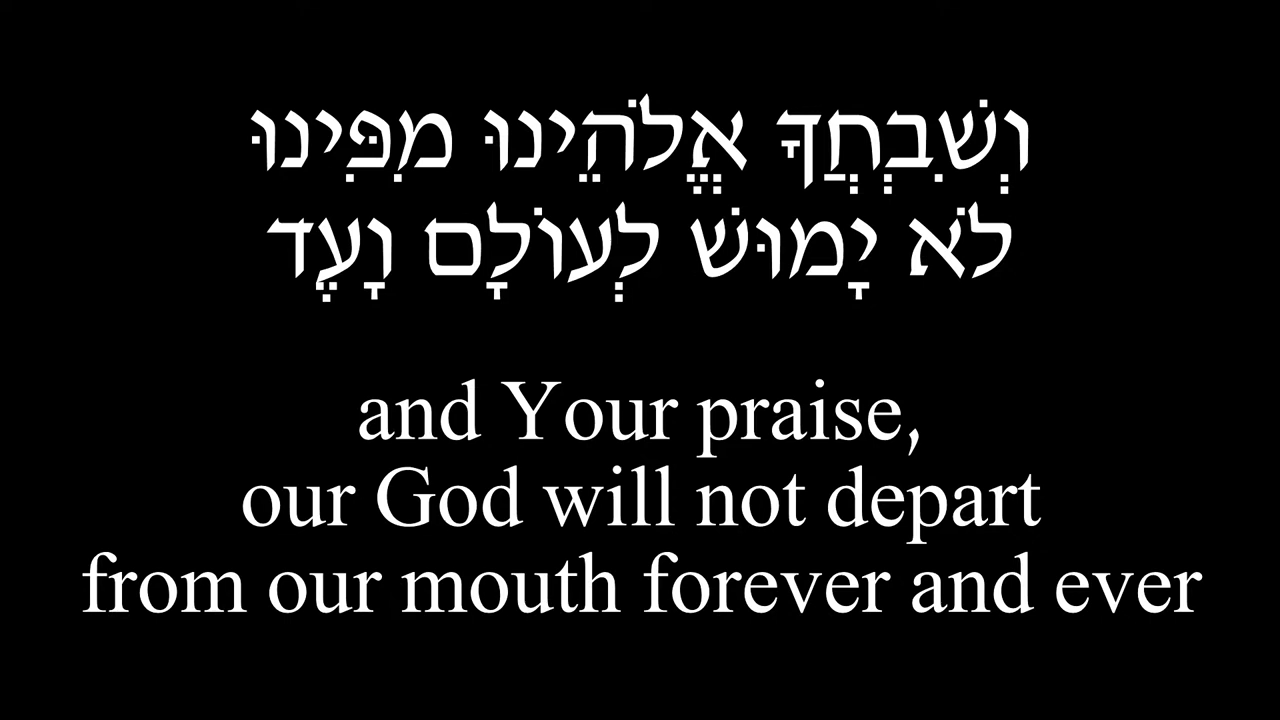 וְשִׁבְחֲךָ אֱלֹהֵינוּ מִפִּינוּ
לֹא יָמוּשׁ לְעוֹלָם וָעֶד
and Your praise,
our God will not depart
from our mouth forever and ever